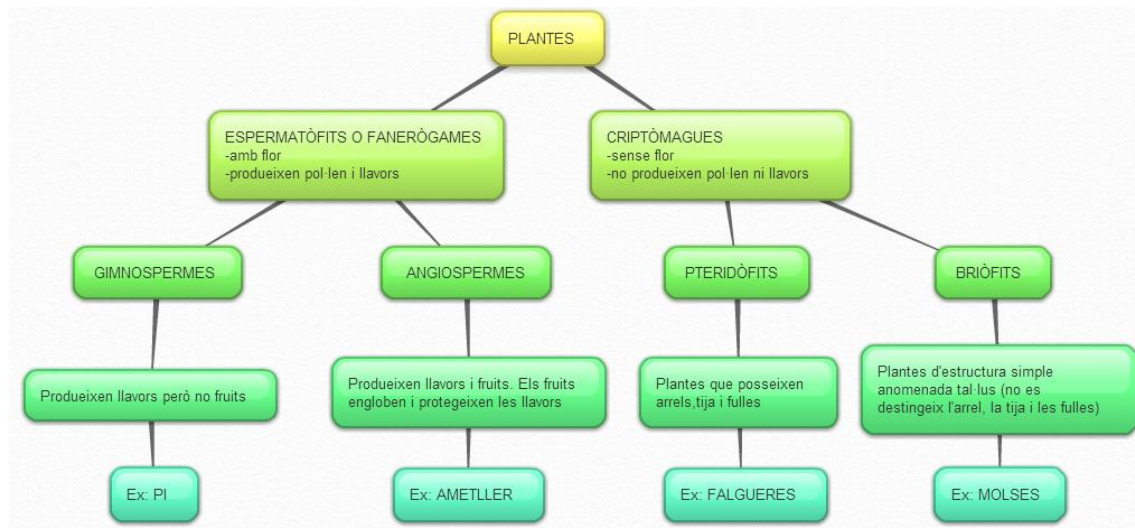 PLANTES
ESPERMATÒFITS O FANERÒGAMES
-amb flor
-produeixen pol·len i llavors
CRIPTÒMAGUES
-sense flor
-no produeixen pol·len ni llavors
GIMNOSPERMES
ANGIOSPERMES
PTERIDÒFITS
BRIÒFITS
Produeixen llavors però no fruits
Produeixen llavors i fruits. Els fruits
engloben i protegeixen les llavors
Plantes que posseixen
arrels,tija i fulles
Plantes d'estructura simple
anomenada tal·lus (no es
destingeix l'arrel, la tija i les fulles)
Ex: PI
Ex: AMETLLER
Ex: FALGUERES
Ex: MOLSES